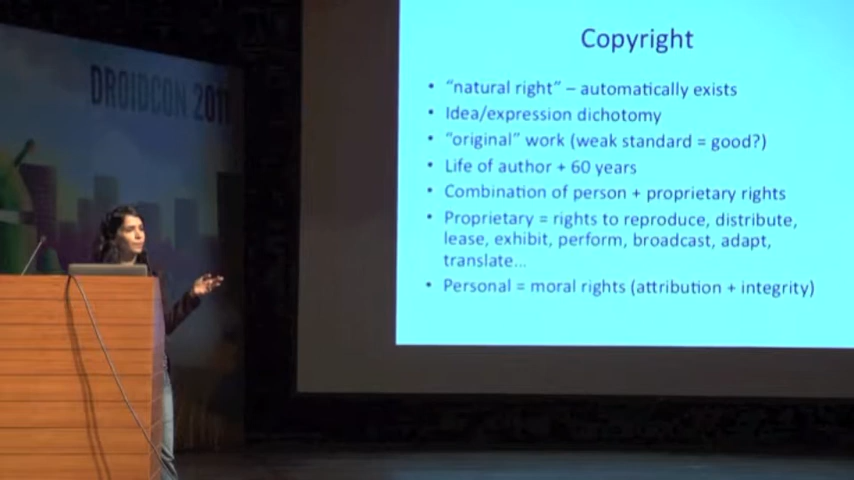 DROIDCON 2011
Copyright
• “natural right” – automatically exists
• Idea/expression dichotomy
• “original” work (weak standard = good?)
• Life of author + 60 years
• Combination of person + proprietary rights
• Proprietary = rights to reproduce, distribute,
lease, exhibit, perform, broadcast, adapt,
translate...
• Personal = moral rights (attribution + integrity)